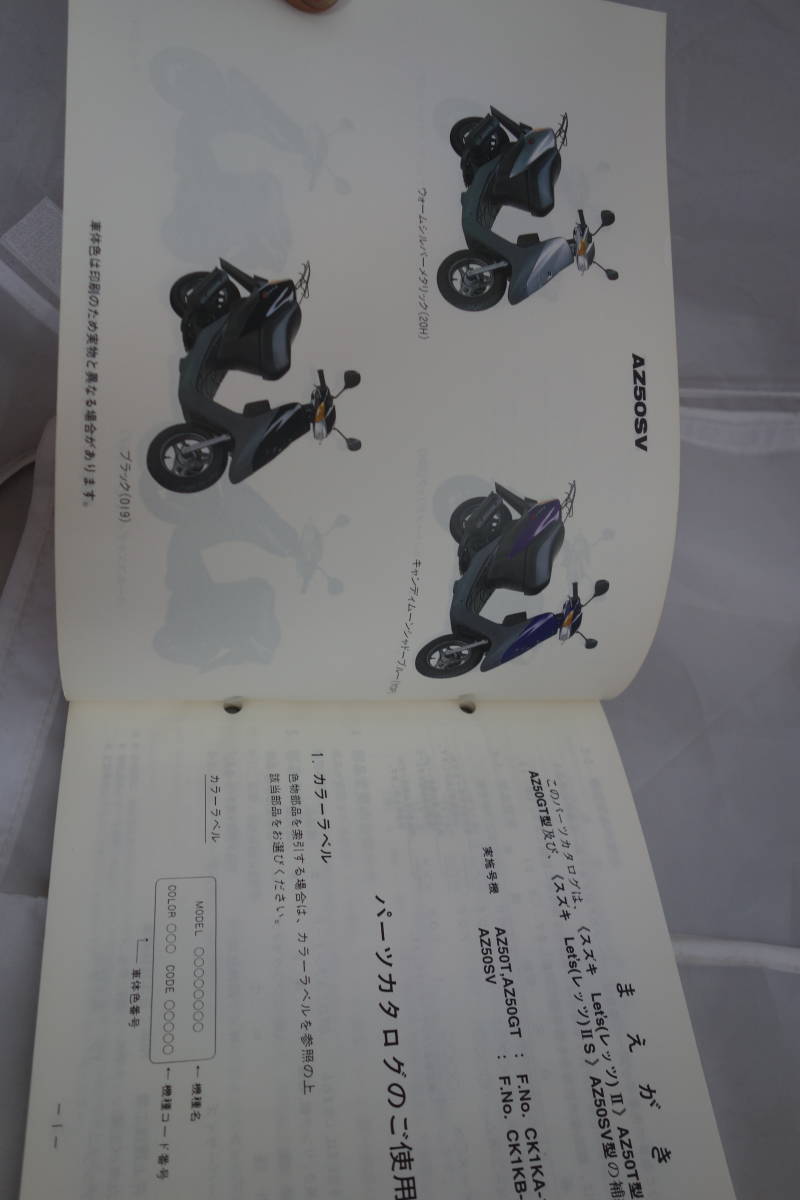 AZ50SV
ウォームシルバーメタリック(20H)
キャンディムーンシャドーブルー
ブラック(019)
車体色は印刷のため実物と異なる場合があります。
まえがき
このパーツカタログは、《スズキ Let's(レッツ)II》AZ50T型
AZ50GT型及び、《スズキ Let's(レッツ)II S》AZ50SV型の補
実施号機 AZ50T,AZ50GT : F.No. CK1KA-
AZ50SV : F.No. CK1KB-
パーツカタログのご使用
1. カラーラベル
色物部品を索引する場合は、カラーラベルを参照の上
該当部品をお選びください。
カラーラベル
MODEL ○○○○○○○○ ←機種名
COLOR ○○○ CODE ○○○○○ ←機種コード番号
車体色番号
-1-